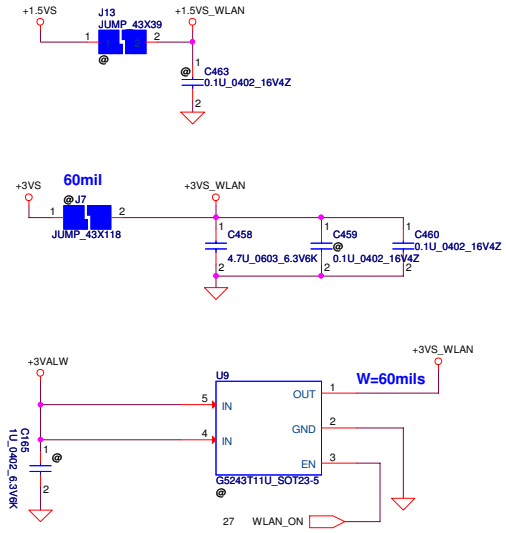 +1.5VS
J13
+1.5VS_WLAN
JUMP_43X39
1
2
@
1
@
C463
0.1U_0402_16V4Z
2
60mil
+3VS
@
J7
+3VS_WLAN
1
2
JUMP_43X118
1
C458
4.7U_0603_6.3V6K
2
1
C459
@
0.1U_0402_16V4Z
2
1
C460
0.1U_0402_16V4Z
2
+3VALW
+3VS_WLAN
U9
W=60mils
5
IN
OUT
1
GND
2
4
IN
EN
3
C165
1U_0402_6.3V6K
1
@
2
G5243T11U_SOT23-5
@
27
WLAN_ON